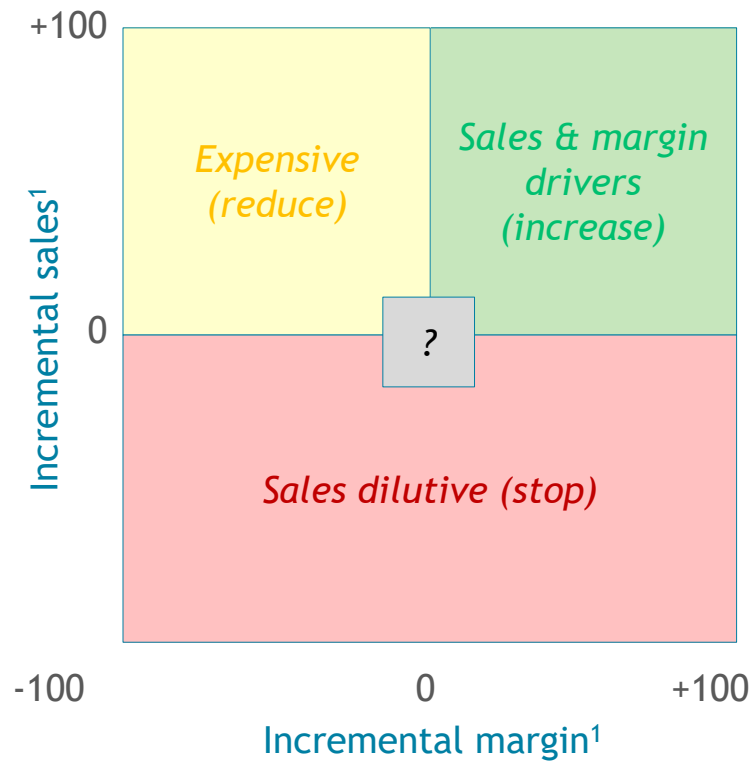 +100
Expensive
(reduce)
Sales & margin
drivers
(increase)
Incremental sales¹
0
?
Sales dilutive (stop)
-100
0
+100
Incremental margin¹